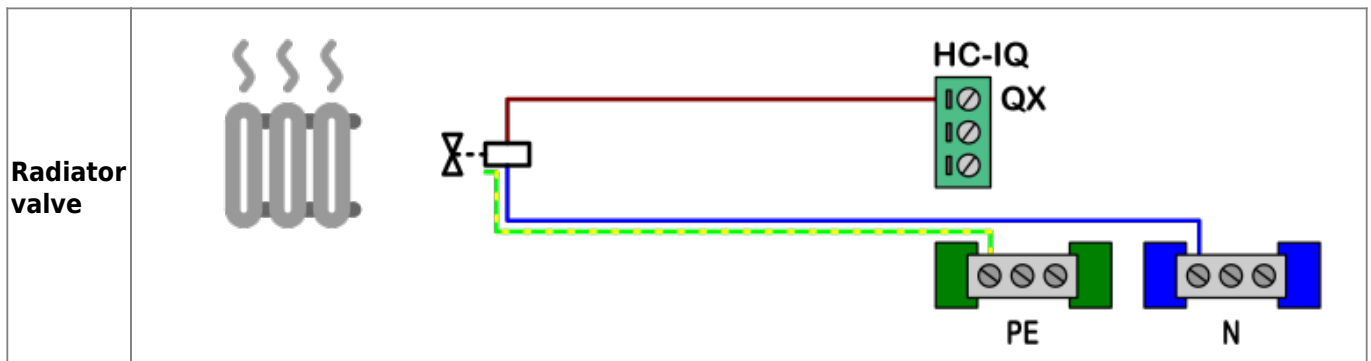 HC-IQ
QX
Radiator
valve
PE
N